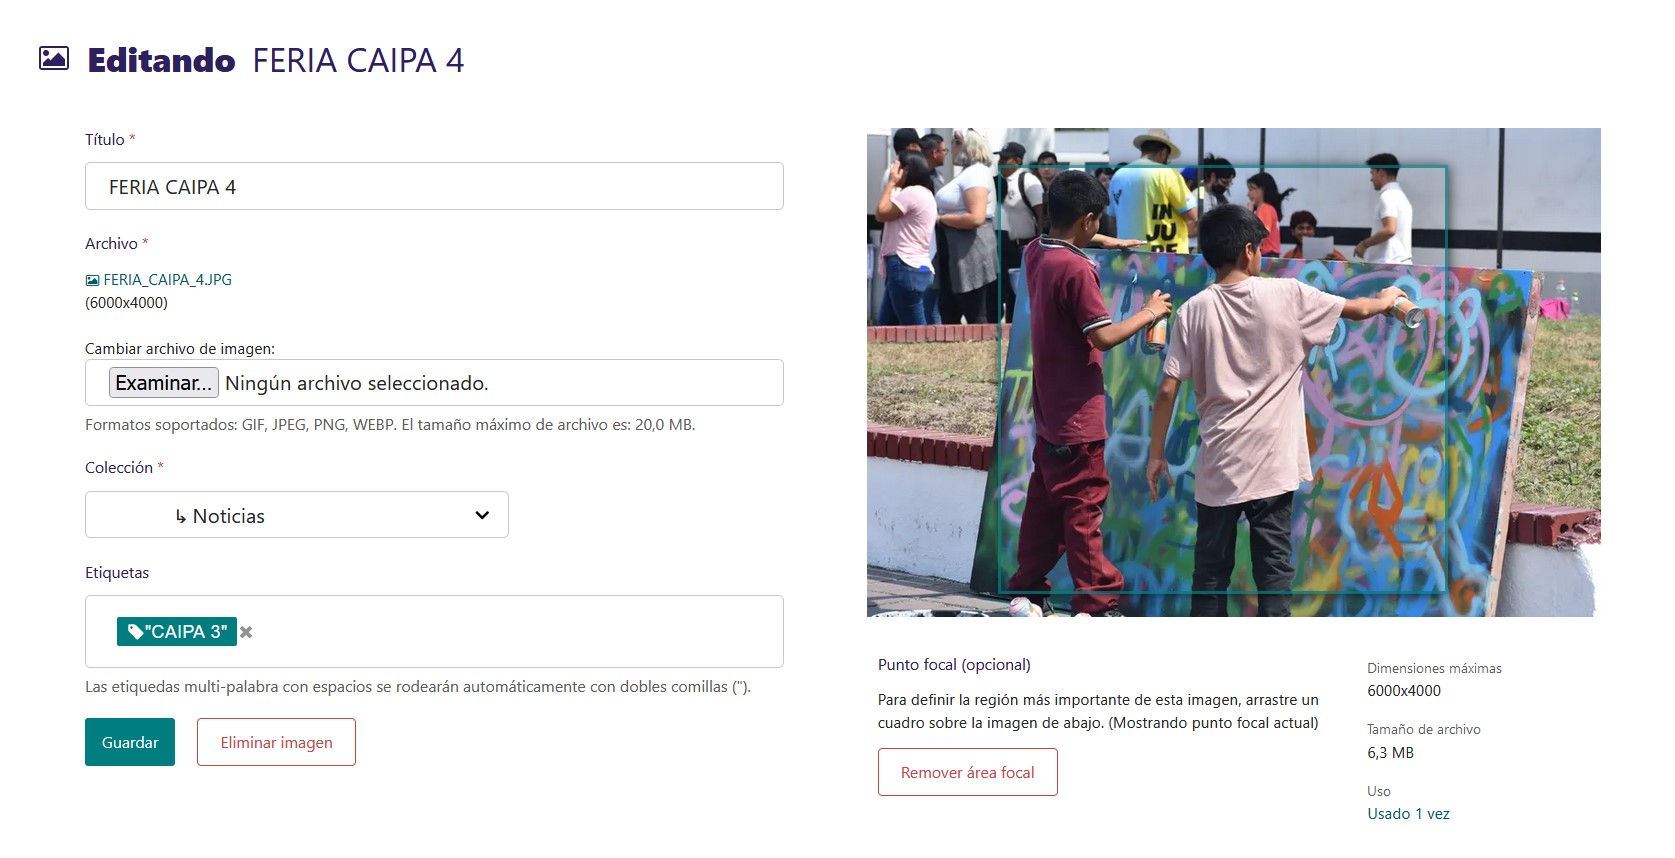 Editando FERIA CAIPA 4
Título *
FERIA CAIPA 4
Archivo *
FERIA_CAIPA_4.JPG
(6000x4000)
Cambiar archivo de imagen:
Examinar... Ningún archivo seleccionado.
Formatos soportados: GIF, JPEG, PNG, WEBP. El tamaño máximo de archivo es: 20,0 MB.
Colección *
↳ Noticias
Etiquetas
"CAIPA 3"
Las etiquedas multi-palabra con espacios se rodearán automáticamente con dobles comillas (").
Guardar
Eliminar imagen
IN
JU
Punto focal (opcional)
Para definir la región más importante de esta imagen, arrastre un
cuadro sobre la imagen de abajo. (Mostrando punto focal actual)
Remover área focal
Dimensiones máximas
6000x4000
Tamaño de archivo
6,3 MB
Uso
Usado 1 vez